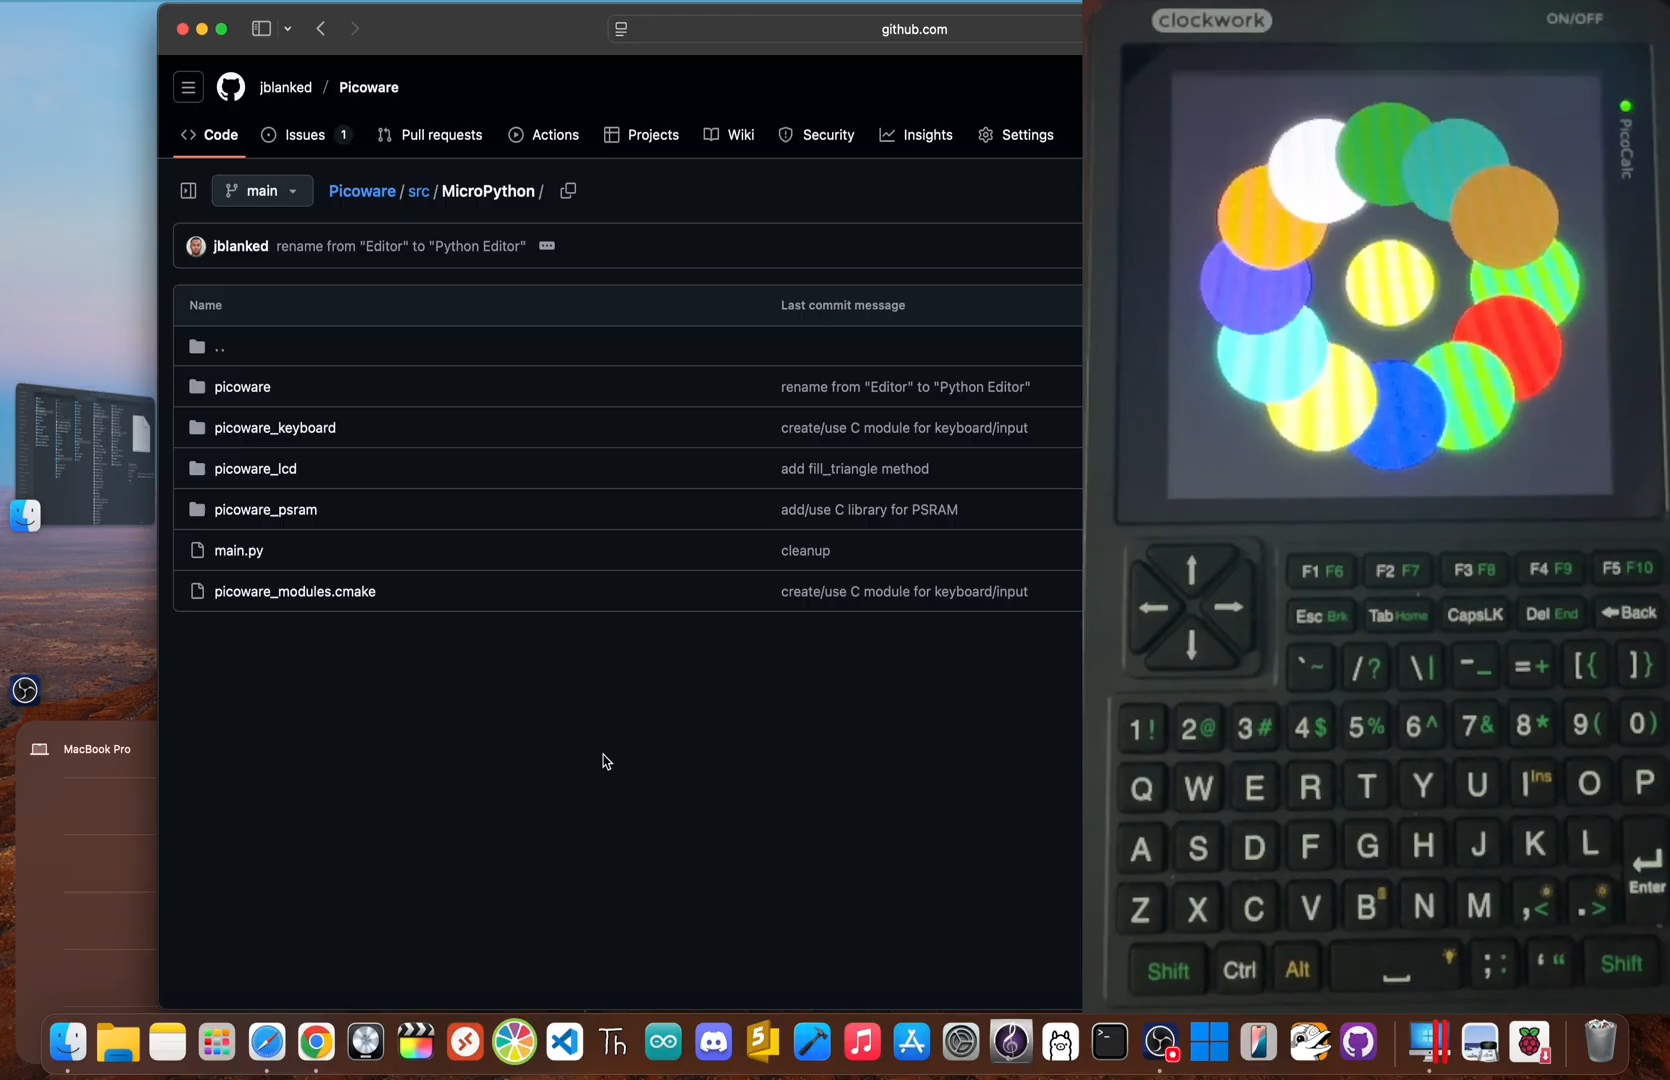 github.com
jblanked / Picoware
Code
Issues 1
Pull requests
Actions
Projects
Wiki
Security
Insights
Settings
main
Picoware / src / MicroPython /
jblanked rename from "Editor" to "Python Editor"
Name Last commit message
..
picoware rename from "Editor" to "Python Editor"
picoware_keyboard create/use C module for keyboard/input
picoware_lcd add fill_triangle method
picoware_psram add/use C library for PSRAM
main.py cleanup
picoware_modules.cmake create/use C module for keyboard/input
MacBook Pro
clockwork
ON/OFF
PicoCalc
F1 F6 F2 F7 F3 F8 F4 F9 F5 F10
Esc Brk Tab Home CapsLK Del End Back
` ~ / ? \ | - _ = + [ { ] }
1 ! 2 @ 3 # 4 $ 5 % 6 ^ 7 & 8 * 9 ( 0 )
Q W E R T Y U I Ins O P
A S D F G H J K L
Enter
Z X C V B N M , < . >
Shift Ctrl Alt ; : ' " Shift
Th
5